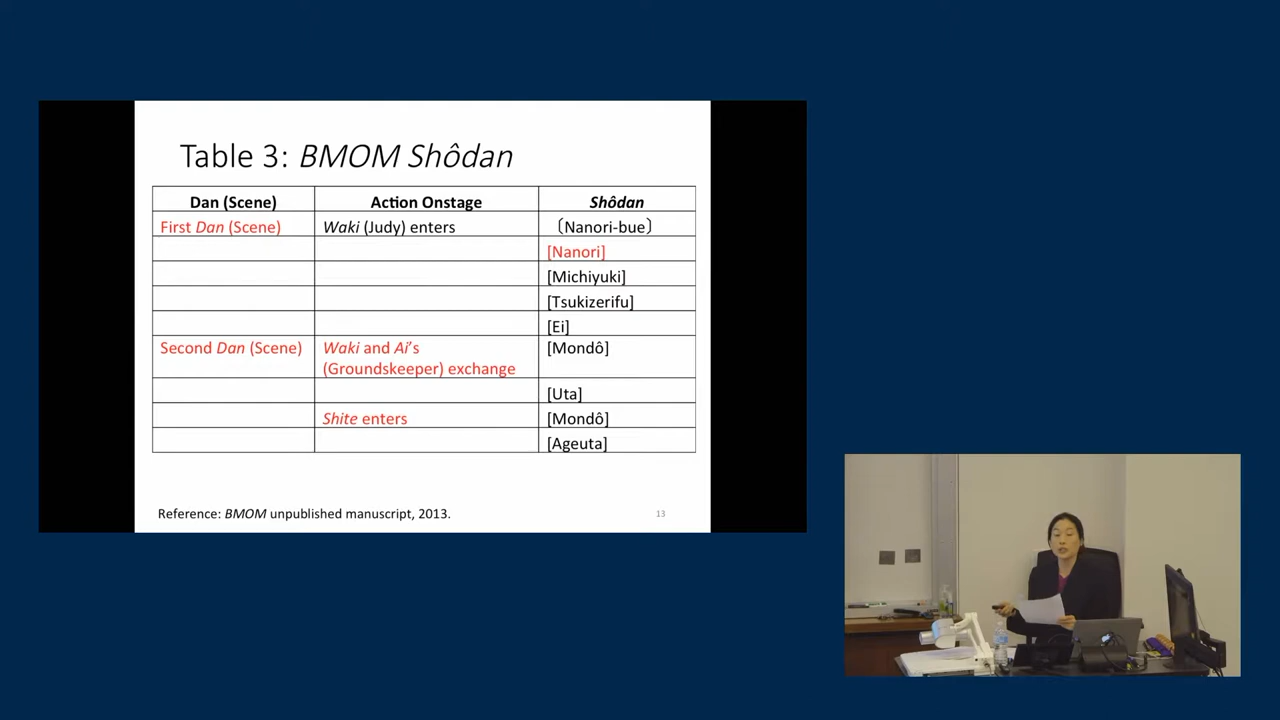 Table 3: BMOM Shôdan
Dan (Scene) Action Onstage Shôdan
First Dan (Scene) Waki (Judy) enters 〔Nanori-bue〕
[Nanori]
[Michiyuki]
[Tsukizerifu]
[Ei]
Second Dan (Scene) Waki and Ai's [Mondô]
(Groundskeeper) exchange
[Uta]
Shite enters [Mondô]
[Ageuta]
Reference: BMOM unpublished manuscript, 2013.
13